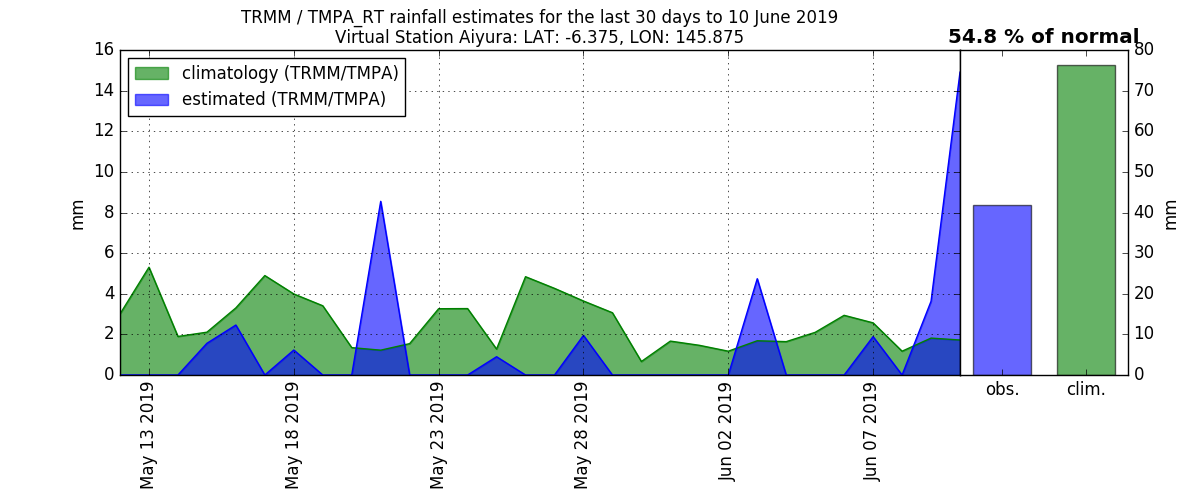 TRMM / TMPA_RT rainfall estimates for the last 30 days to 10 June 2019
Virtual Station Aiyura: LAT: -6.375, LON: 145.875
54.8 % of normal
climatology (TRMM/TMPA)
estimated (TRMM/TMPA)
16
14
12
10
8
6
4
2
0
mm
May 13 2019
May 18 2019
May 23 2019
May 28 2019
Jun 02 2019
Jun 07 2019
80
70
60
50
40
30
20
10
0
mm
obs.
clim.